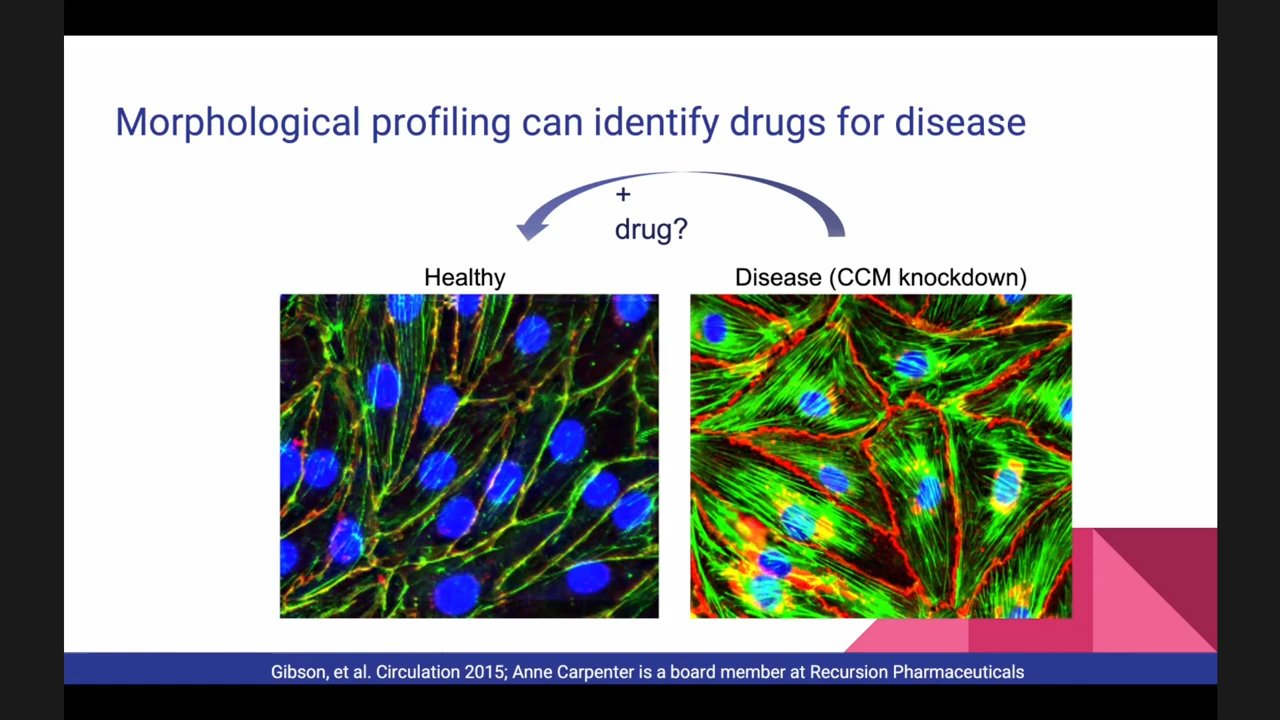 Morphological profiling can identify drugs for disease
+
drug?
Healthy
Disease (CCM knockdown)
Gibson, et al. Circulation 2015; Anne Carpenter is a board member at Recursion Pharmaceuticals